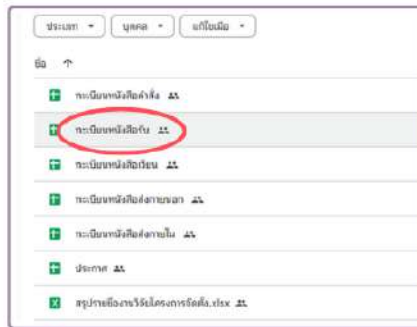 ประเภท บุคคล แก้ไขเมื่อ
ชื่อ
ทะเบียนหนังสือคำสั่ง
ทะเบียนหนังสือรับ
ทะเบียนหนังสือเวียน
ทะเบียนหนังสือส่งภายนอก
ทะเบียนหนังสือส่งภายใน
ประกาศ
สรุปรายชื่องานวิจัยโครงการจัดตั้ง.xlsx